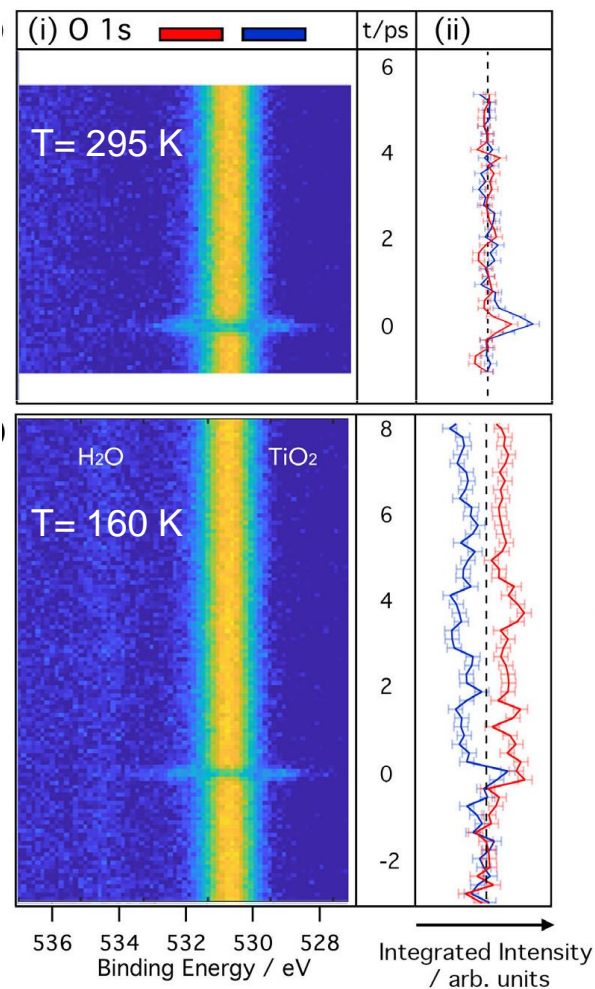 (i) O 1s
t/ps
(ii)
T= 295 K
6
4
2
0
H₂O
TiO₂
T= 160 K
8
6
4
2
0
-2
536 534 532 530 528
Binding Energy / eV
Integrated Intensity
/ arb. units